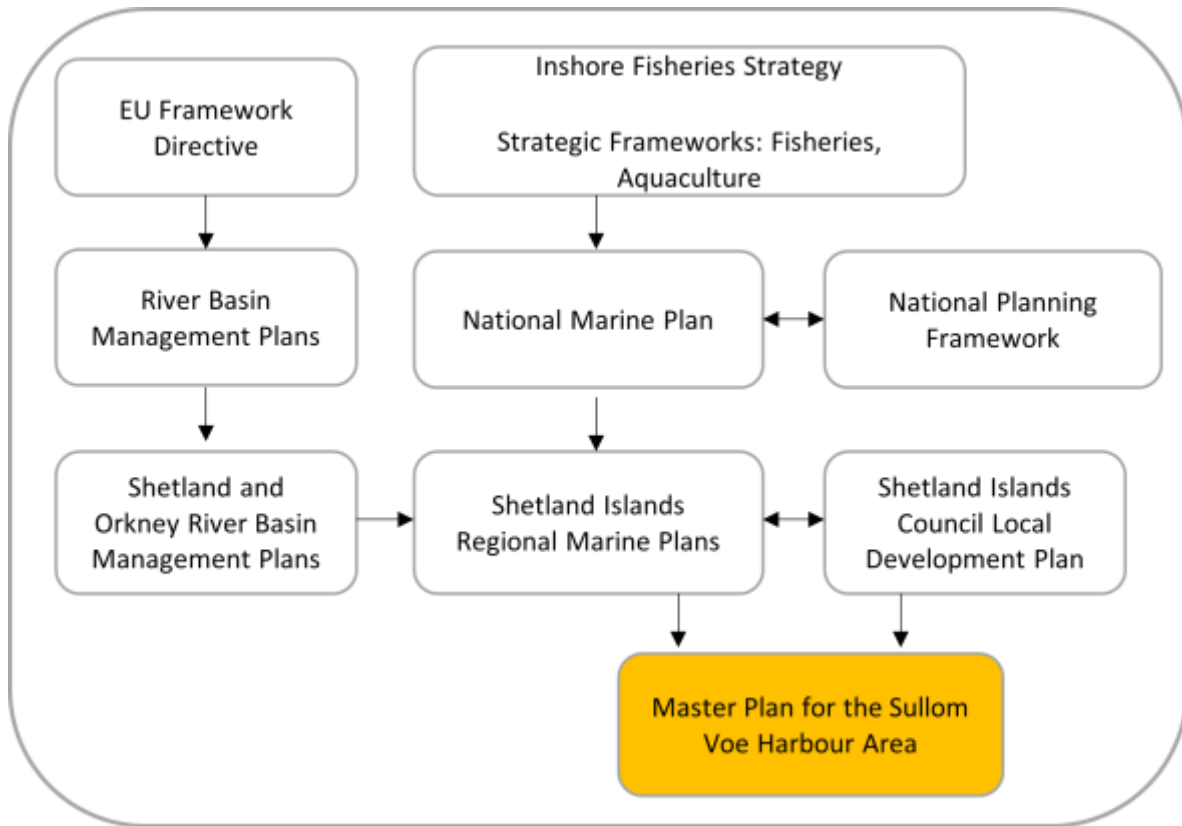 EU Framework
Directive
Inshore Fisheries Strategy
Strategic Frameworks: Fisheries,
Aquaculture
River Basin
Management Plans
National Marine Plan
National Planning
Framework
Shetland and
Orkney River Basin
Management Plans
Shetland Islands
Regional Marine Plans
Shetland Islands
Council Local
Development Plan
Master Plan for the Sullom
Voe Harbour Area